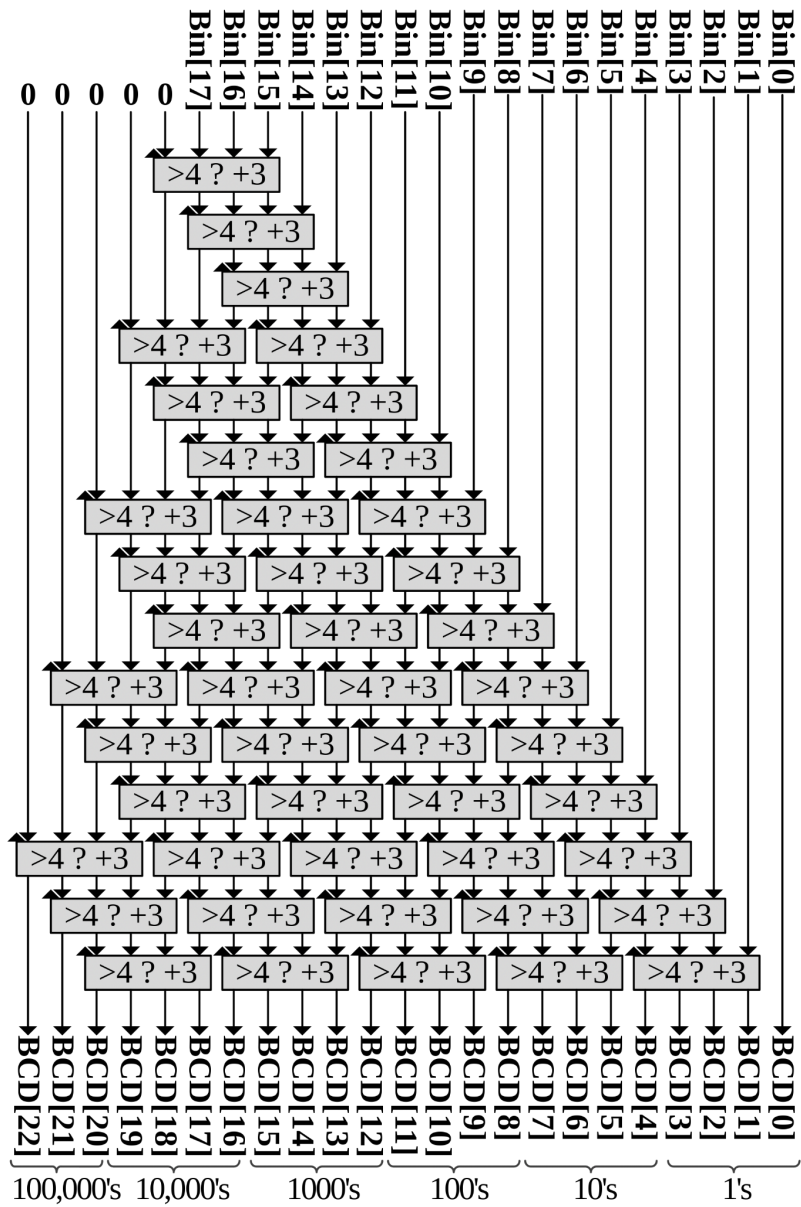 0 0 0 0 0 Bin[17] Bin[16] Bin[15] Bin[14] Bin[13] Bin[12] Bin[11] Bin[10] Bin[9] Bin[8] Bin[7] Bin[6] Bin[5] Bin[4] Bin[3] Bin[2] Bin[1] Bin[0]
>4 ? +3
>4 ? +3
>4 ? +3
>4 ? +3 >4 ? +3
>4 ? +3 >4 ? +3
>4 ? +3 >4 ? +3
>4 ? +3 >4 ? +3 >4 ? +3
>4 ? +3 >4 ? +3 >4 ? +3
>4 ? +3 >4 ? +3 >4 ? +3
>4 ? +3 >4 ? +3 >4 ? +3 >4 ? +3
>4 ? +3 >4 ? +3 >4 ? +3 >4 ? +3
>4 ? +3 >4 ? +3 >4 ? +3 >4 ? +3
>4 ? +3 >4 ? +3 >4 ? +3 >4 ? +3 >4 ? +3
>4 ? +3 >4 ? +3 >4 ? +3 >4 ? +3 >4 ? +3
>4 ? +3 >4 ? +3 >4 ? +3 >4 ? +3 >4 ? +3
BCD[22] BCD[21] BCD[20] BCD[19] BCD[18] BCD[17] BCD[16] BCD[15] BCD[14] BCD[13] BCD[12] BCD[11] BCD[10] BCD[9] BCD[8] BCD[7] BCD[6] BCD[5] BCD[4] BCD[3] BCD[2] BCD[1] BCD[0]
100,000's 10,000's 1000's 100's 10's 1's